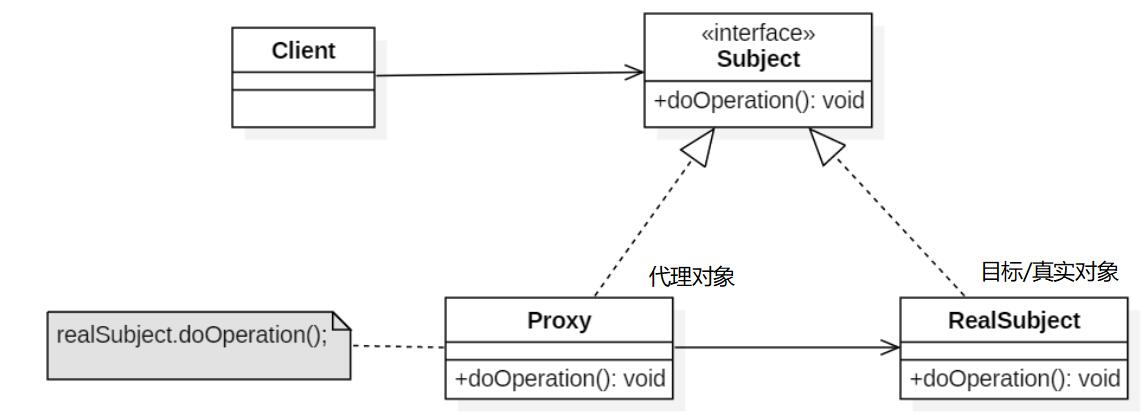 Client
«interface»
Subject
+doOperation(): void
代理对象
目标/真实对象
realSubject.doOperation();
Proxy
+doOperation(): void
RealSubject
+doOperation(): void